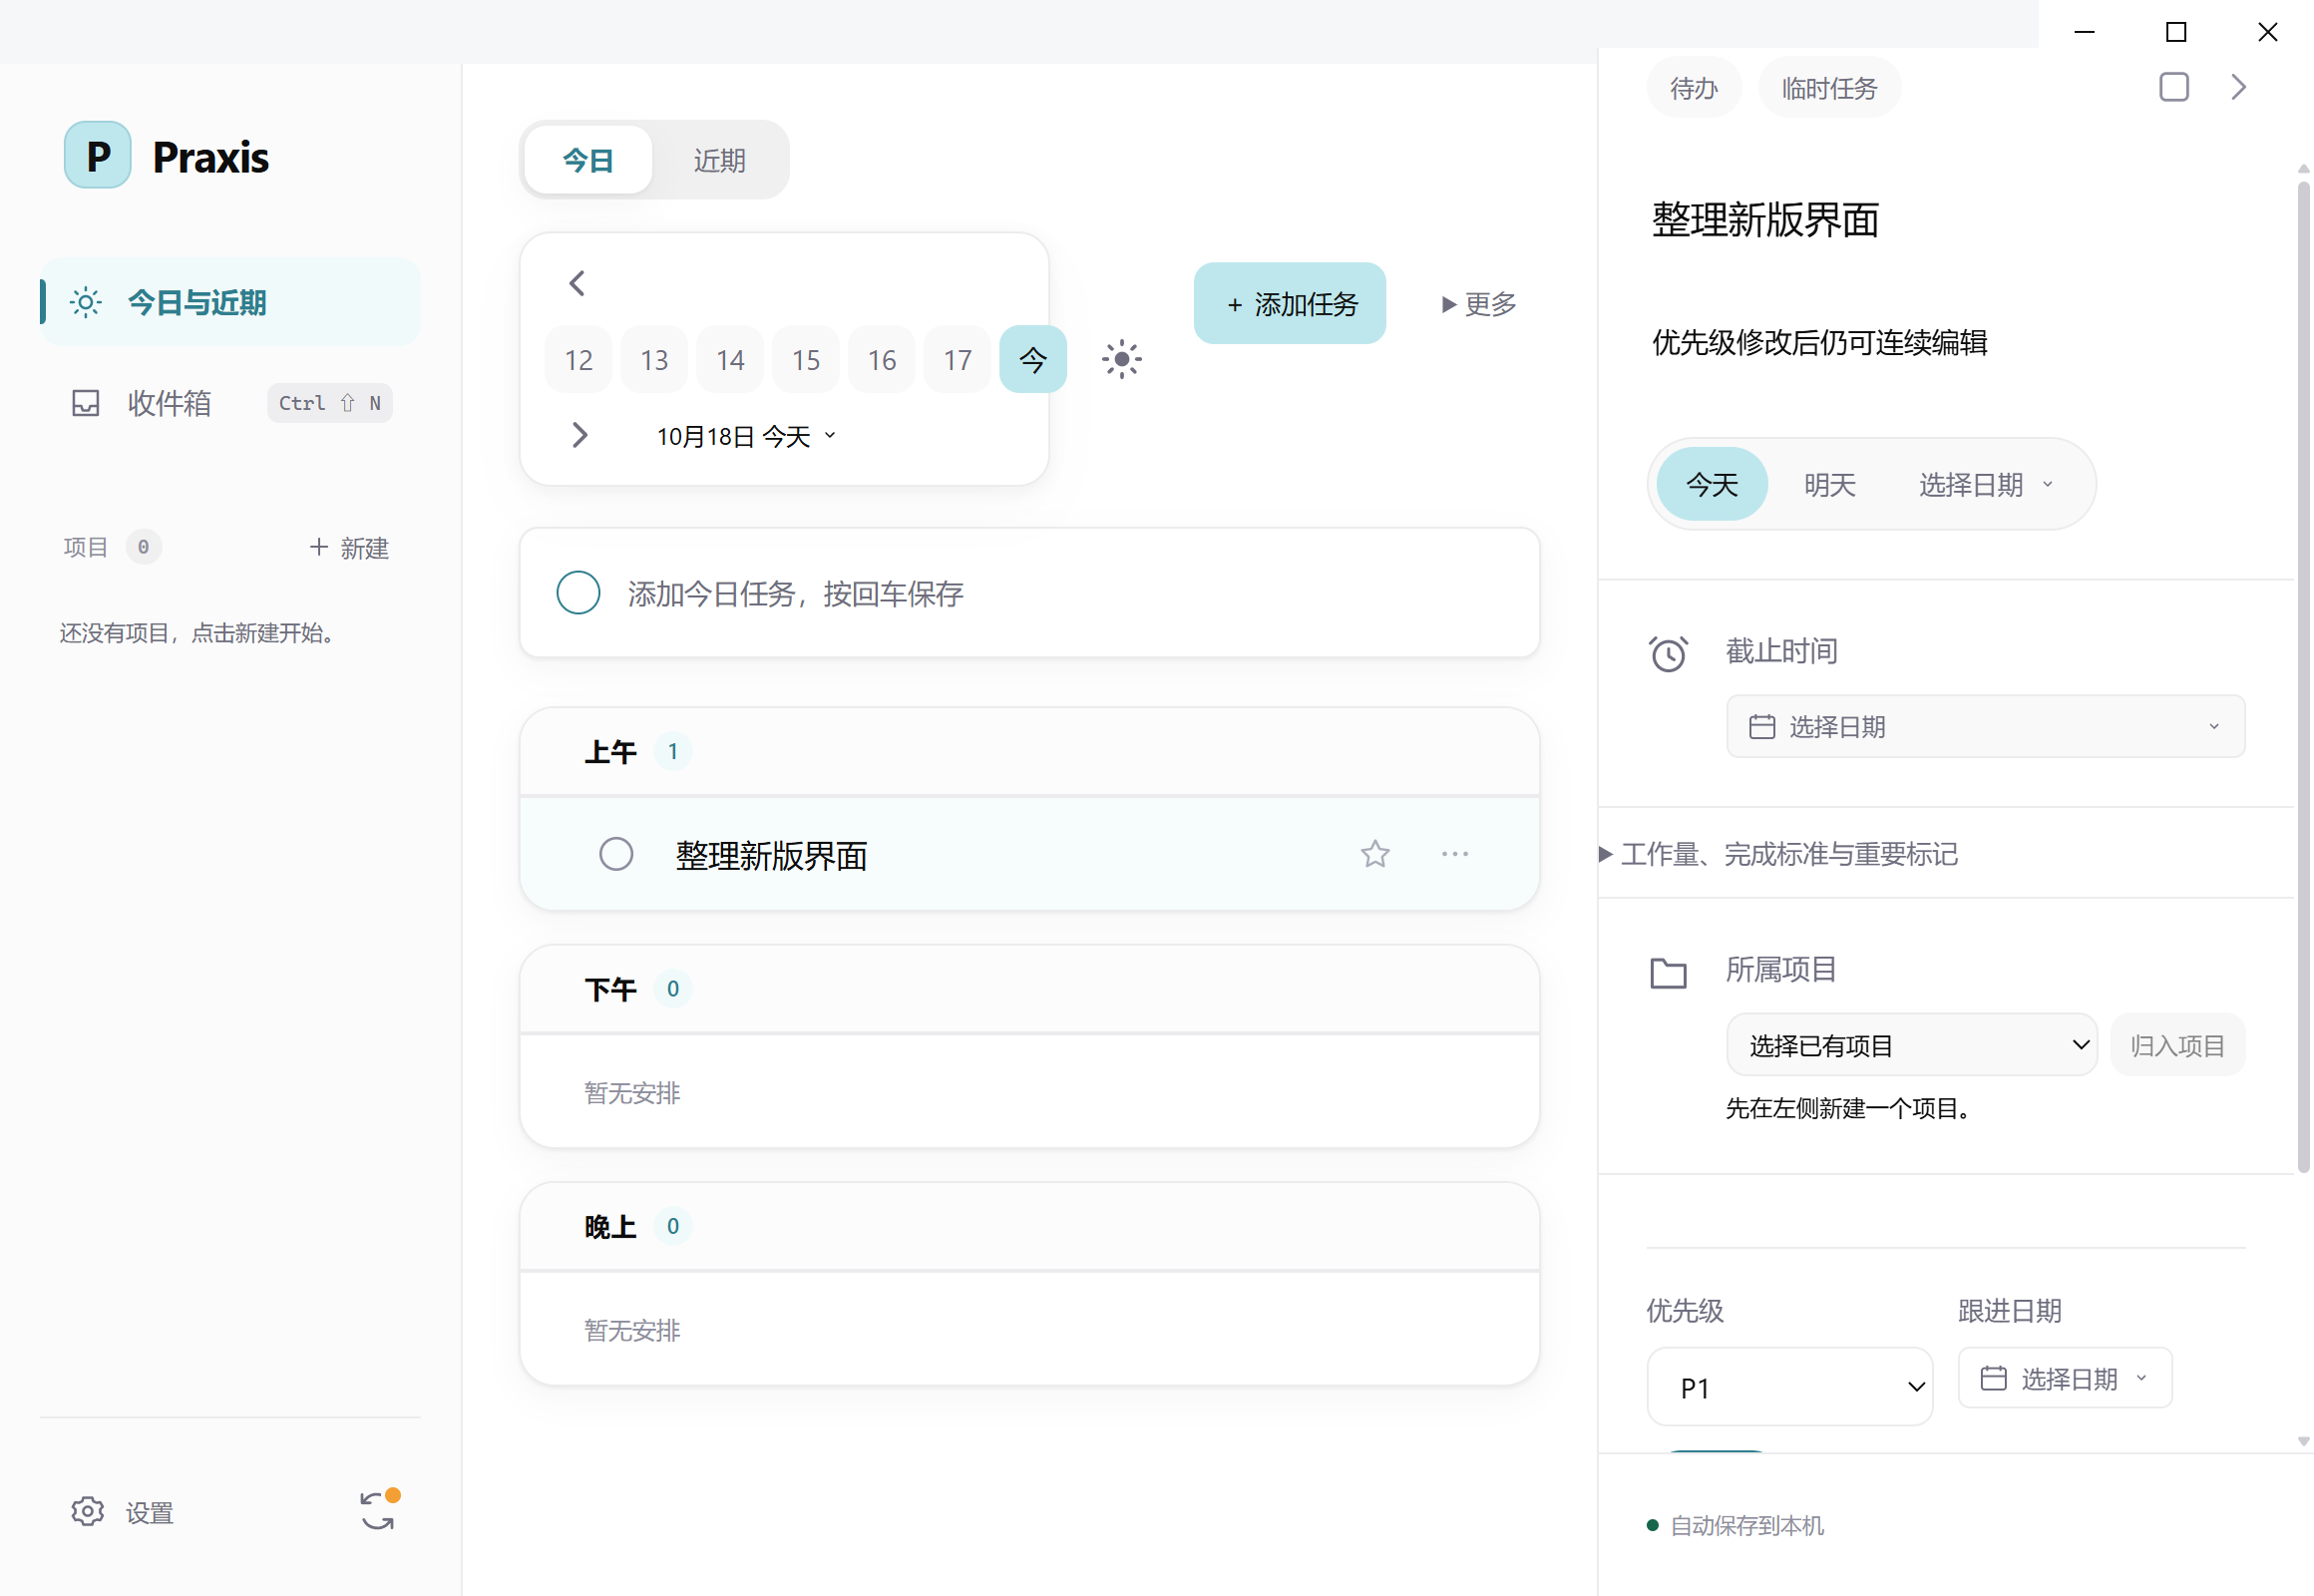 P Praxis
今日与近期
收件箱 Ctrl ⇧ N
项目 0 + 新建
还没有项目，点击新建开始。
设置
今日 近期
12 13 14 15 16 17 今
10月18日 今天
+ 添加任务 更多
添加今日任务，按回车保存
上午 1
整理新版界面
下午 0
暂无安排
晚上 0
暂无安排
待办 临时任务
整理新版界面
优先级修改后仍可连续编辑
今天 明天 选择日期
截止时间
选择日期
工作量、完成标准与重要标记
所属项目
选择已有项目 归入项目
先在左侧新建一个项目。
优先级 跟进日期
P1 选择日期
自动保存到本机